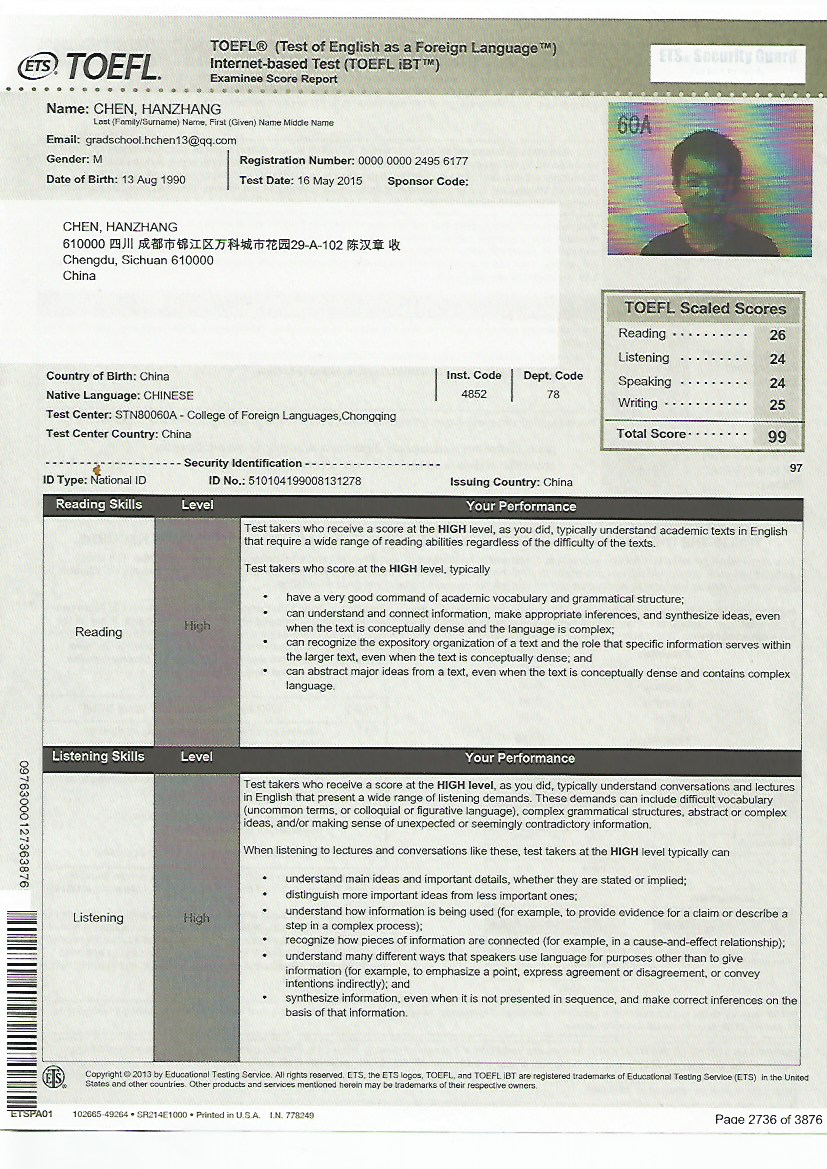 ETS® TOEFL®
TOEFL® (Test of English as a Foreign Language™)
Internet-based Test (TOEFL iBT™)
Examinee Score Report
ETS® Security Guard
Name: CHEN, HANZHANG
Last (Family/Surname) Name, First (Given) Name Middle Name
Email: gradschool.hchen13@qq.com
Gender: M
Date of Birth: 13 Aug 1990
Registration Number: 0000 0000 2495 6177
Test Date: 16 May 2015 Sponsor Code:
60A
CHEN, HANZHANG
610000 四川 成都市锦江区万科城市花园29-A-102 陈汉章 收
Chengdu, Sichuan 610000
China
TOEFL Scaled Scores
Reading · · · · · · · · · · 26
Listening · · · · · · · · · 24
Speaking · · · · · · · · · 24
Writing · · · · · · · · · · · 25
Total Score · · · · · · · · 99
Country of Birth: China
Native Language: CHINESE
Test Center: STN80060A - College of Foreign Languages,Chongqing
Test Center Country: China
Inst. Code Dept. Code
4852 78
97
- - - - - - - - - - - - - - - - - - - Security Identification - - - - - - - - - - - - - - - - - - -
ID Type: National ID ID No.: 510104199008131278 Issuing Country: China
Reading Skills Level Your Performance
Reading
High
Test takers who receive a score at the HIGH level, as you did, typically understand academic texts in English
that require a wide range of reading abilities regardless of the difficulty of the texts.
Test takers who score at the HIGH level, typically
• have a very good command of academic vocabulary and grammatical structure;
• can understand and connect information, make appropriate inferences, and synthesize ideas, even
when the text is conceptually dense and the language is complex;
• can recognize the expository organization of a text and the role that specific information serves within
the larger text, even when the text is conceptually dense; and
• can abstract major ideas from a text, even when the text is conceptually dense and contains complex
language.
Listening Skills Level Your Performance
Listening
High
Test takers who receive a score at the HIGH level, as you did, typically understand conversations and lectures
in English that present a wide range of listening demands. These demands can include difficult vocabulary
(uncommon terms, or colloquial or figurative language), complex grammatical structures, abstract or complex
ideas, and/or making sense of unexpected or seemingly contradictory information.
When listening to lectures and conversations like these, test takers at the HIGH level typically can
• understand main ideas and important details, whether they are stated or implied;
• distinguish more important ideas from less important ones;
• understand how information is being used (for example, to provide evidence for a claim or describe a
step in a complex process);
• recognize how pieces of information are connected (for example, in a cause-and-effect relationship);
• understand many different ways that speakers use language for purposes other than to give
information (for example, to emphasize a point, express agreement or disagreement, or convey
intentions indirectly); and
• synthesize information, even when it is not presented in sequence, and make correct inferences on the
basis of that information.
09763000127363876
ETS®
Copyright © 2013 by Educational Testing Service. All rights reserved. ETS, the ETS logos, TOEFL, and TOEFL iBT are registered trademarks of Educational Testing Service (ETS) in the United
States and other countries. Other products and services mentioned herein may be trademarks of their respective owners.
ETSPA01 102665-49264 • SR214E1000 • Printed in U.S.A. I.N. 778249
Page 2736 of 3876